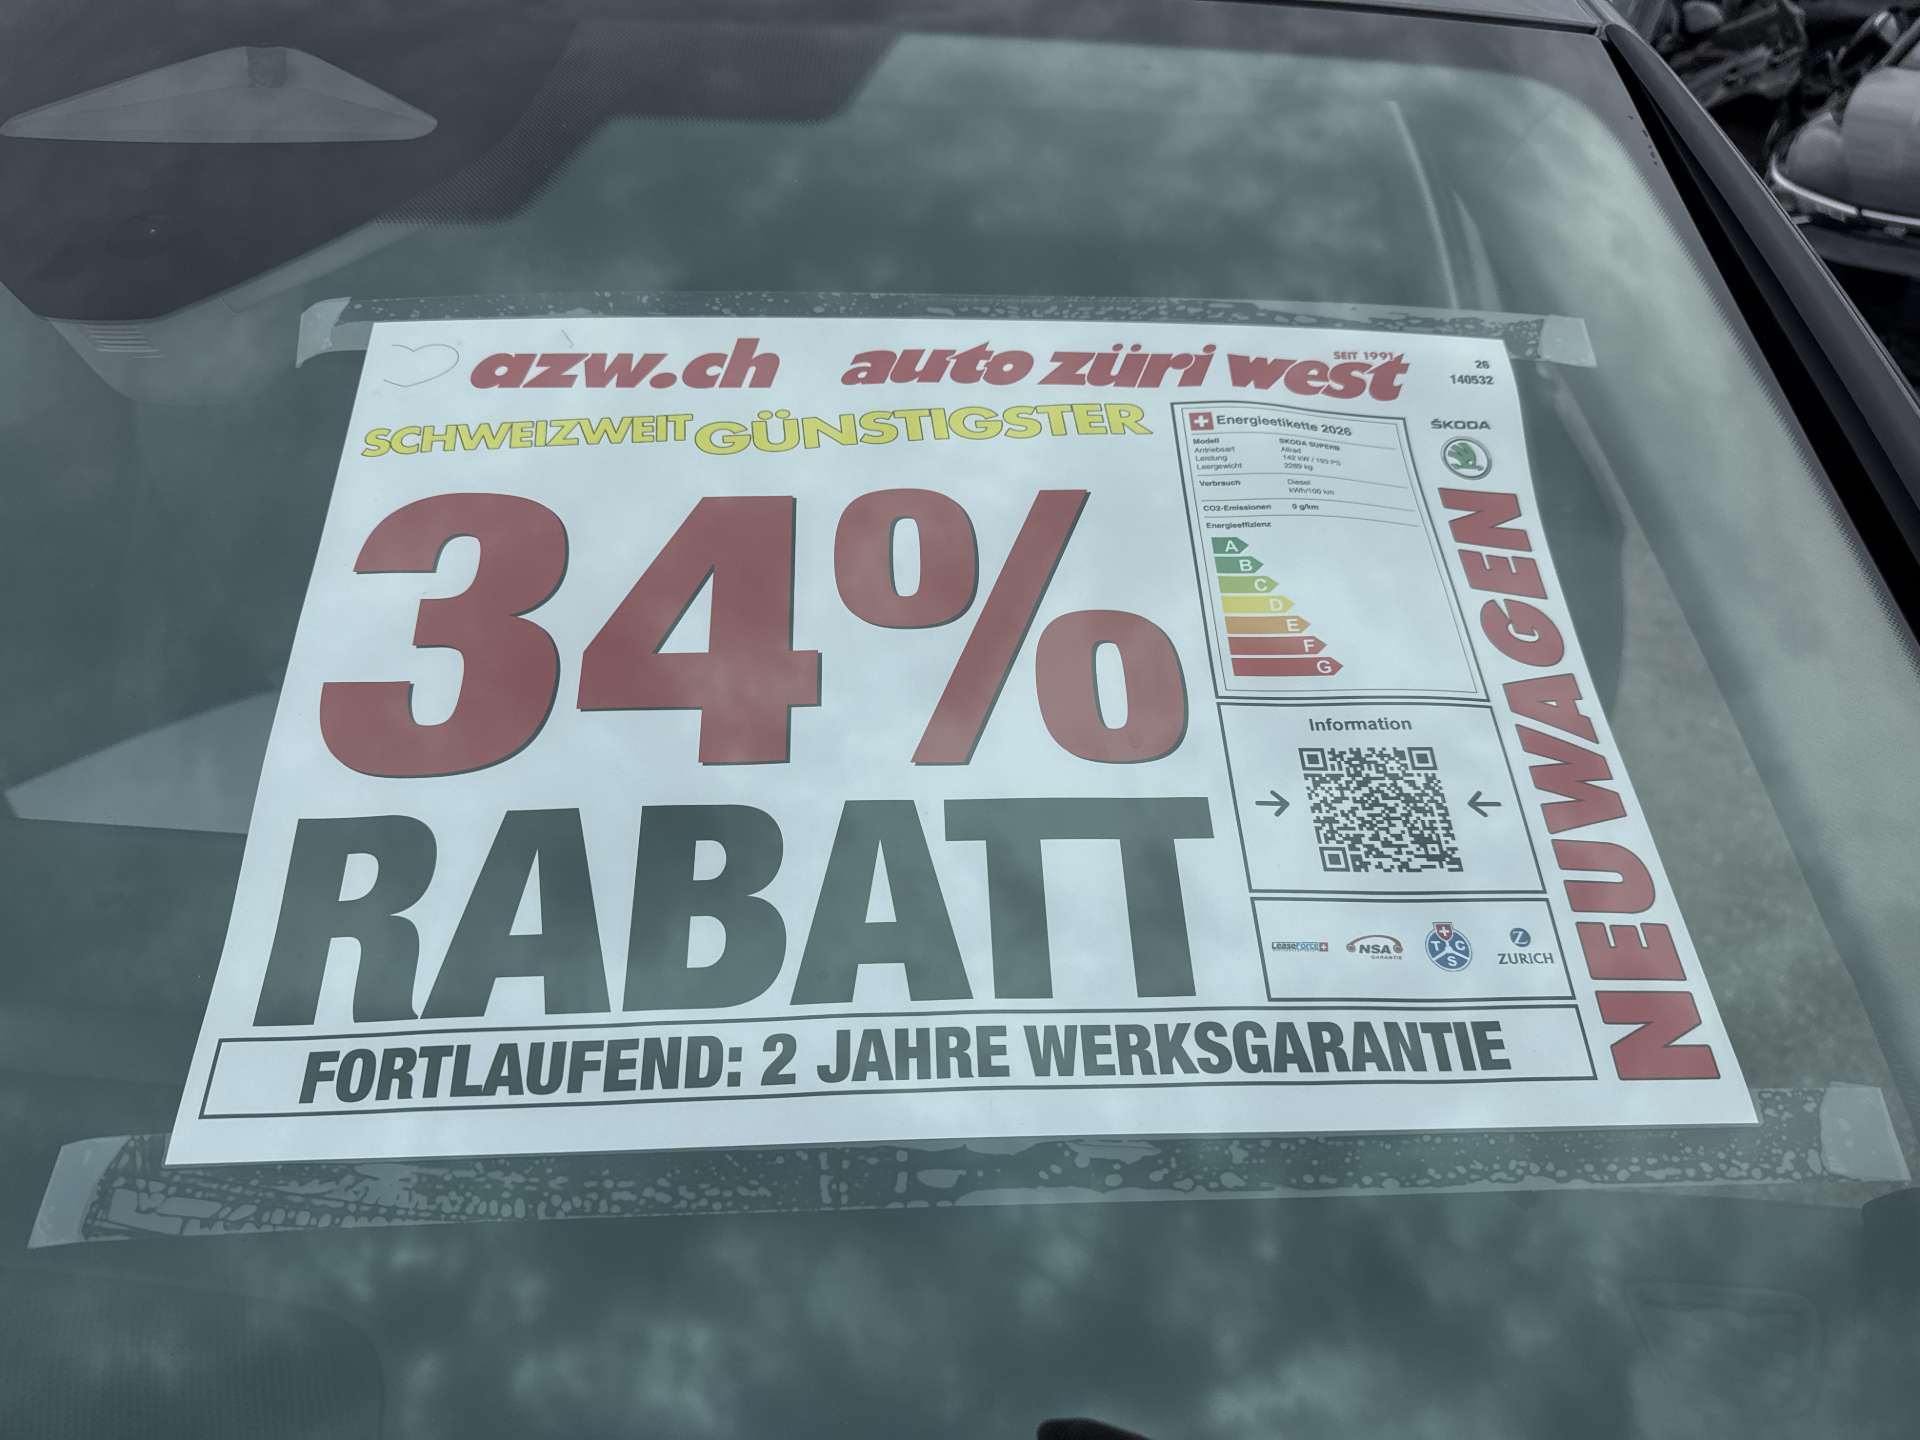 azw.ch auto züri west SEIT 1991
26
140532
SCHWEIZWEIT GÜNSTIGSTER
34%
RABATT
FORTLAUFEND: 2 JAHRE WERKSGARANTIE
Energieetikette 2026
Modell SKODA SUPERB
Antriebsart Allrad
Leistung 142 kW / 193 PS
Leergewicht 2289 kg
Verbrauch Diesel
kWh/100 km
CO2-Emissionen 0 g/km
Energieeffizienz
A
B
C
D
E
F
G
Information
LeaseForce
NSA
GARANTIE
TCS
Z
ZURICH
ŠKODA
NEUWAGEN